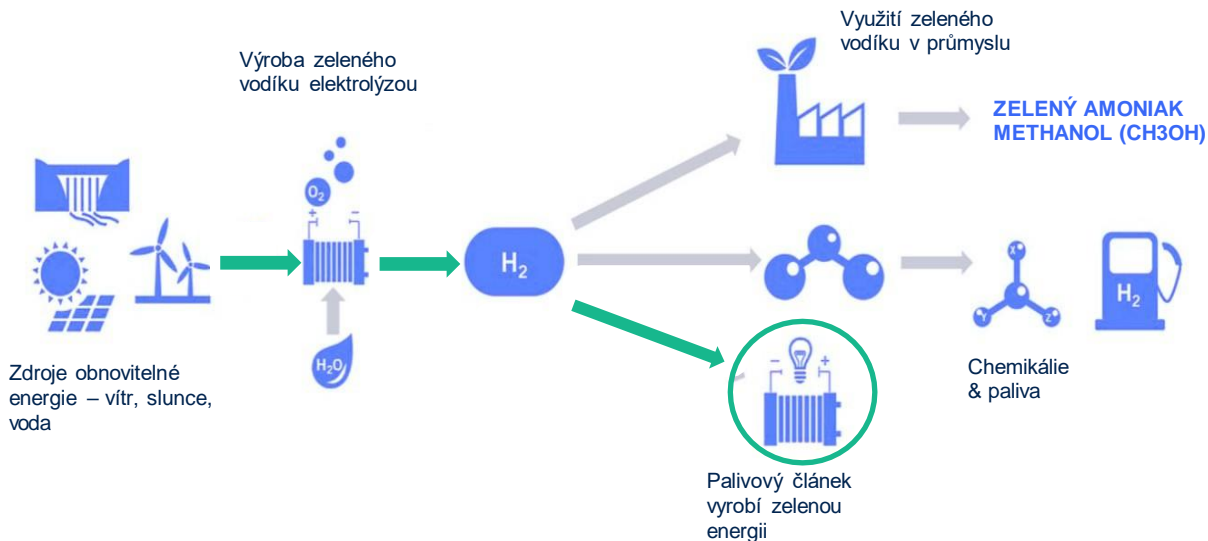 Využití zeleného
vodíku v průmyslu
Výroba zeleného
vodíku elektrolýzou
ZELENÝ AMONIAK
METHANOL (CH3OH)
O₂
+ −
H₂
H₂
H₂O
− +
Y
Z
Zdroje obnovitelné
energie – vítr, slunce,
voda
Chemikálie
& paliva
Palivový článek
vyrobí zelenou
energii